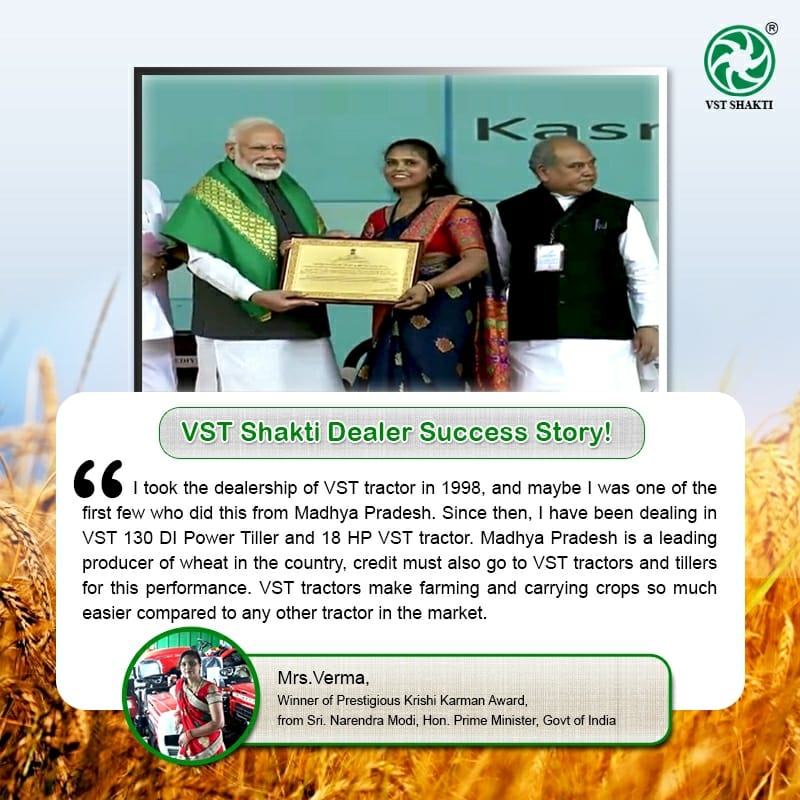 ®
VST SHAKTI
Kasr
VST Shakti Dealer Success Story!
“ I took the dealership of VST tractor in 1998, and maybe I was one of the
first few who did this from Madhya Pradesh. Since then, I have been dealing in
VST 130 DI Power Tiller and 18 HP VST tractor. Madhya Pradesh is a leading
producer of wheat in the country, credit must also go to VST tractors and tillers
for this performance. VST tractors make farming and carrying crops so much
easier compared to any other tractor in the market.
Mrs.Verma,
Winner of Prestigious Krishi Karman Award,
from Sri. Narendra Modi, Hon. Prime Minister, Govt of India